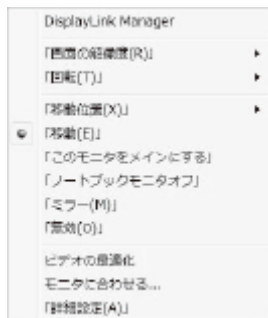 DisplayLink Manager
「画面の解像度(R)」
「回転(T)」
「移動位置(X)」
「移動(E)」
「このモニタをメインにする」
「ノートブックモニタオフ」
「ミラー(M)」
「無効(O)」
ビデオの最適化
モニタに合わせる...
「詳細設定(A)」